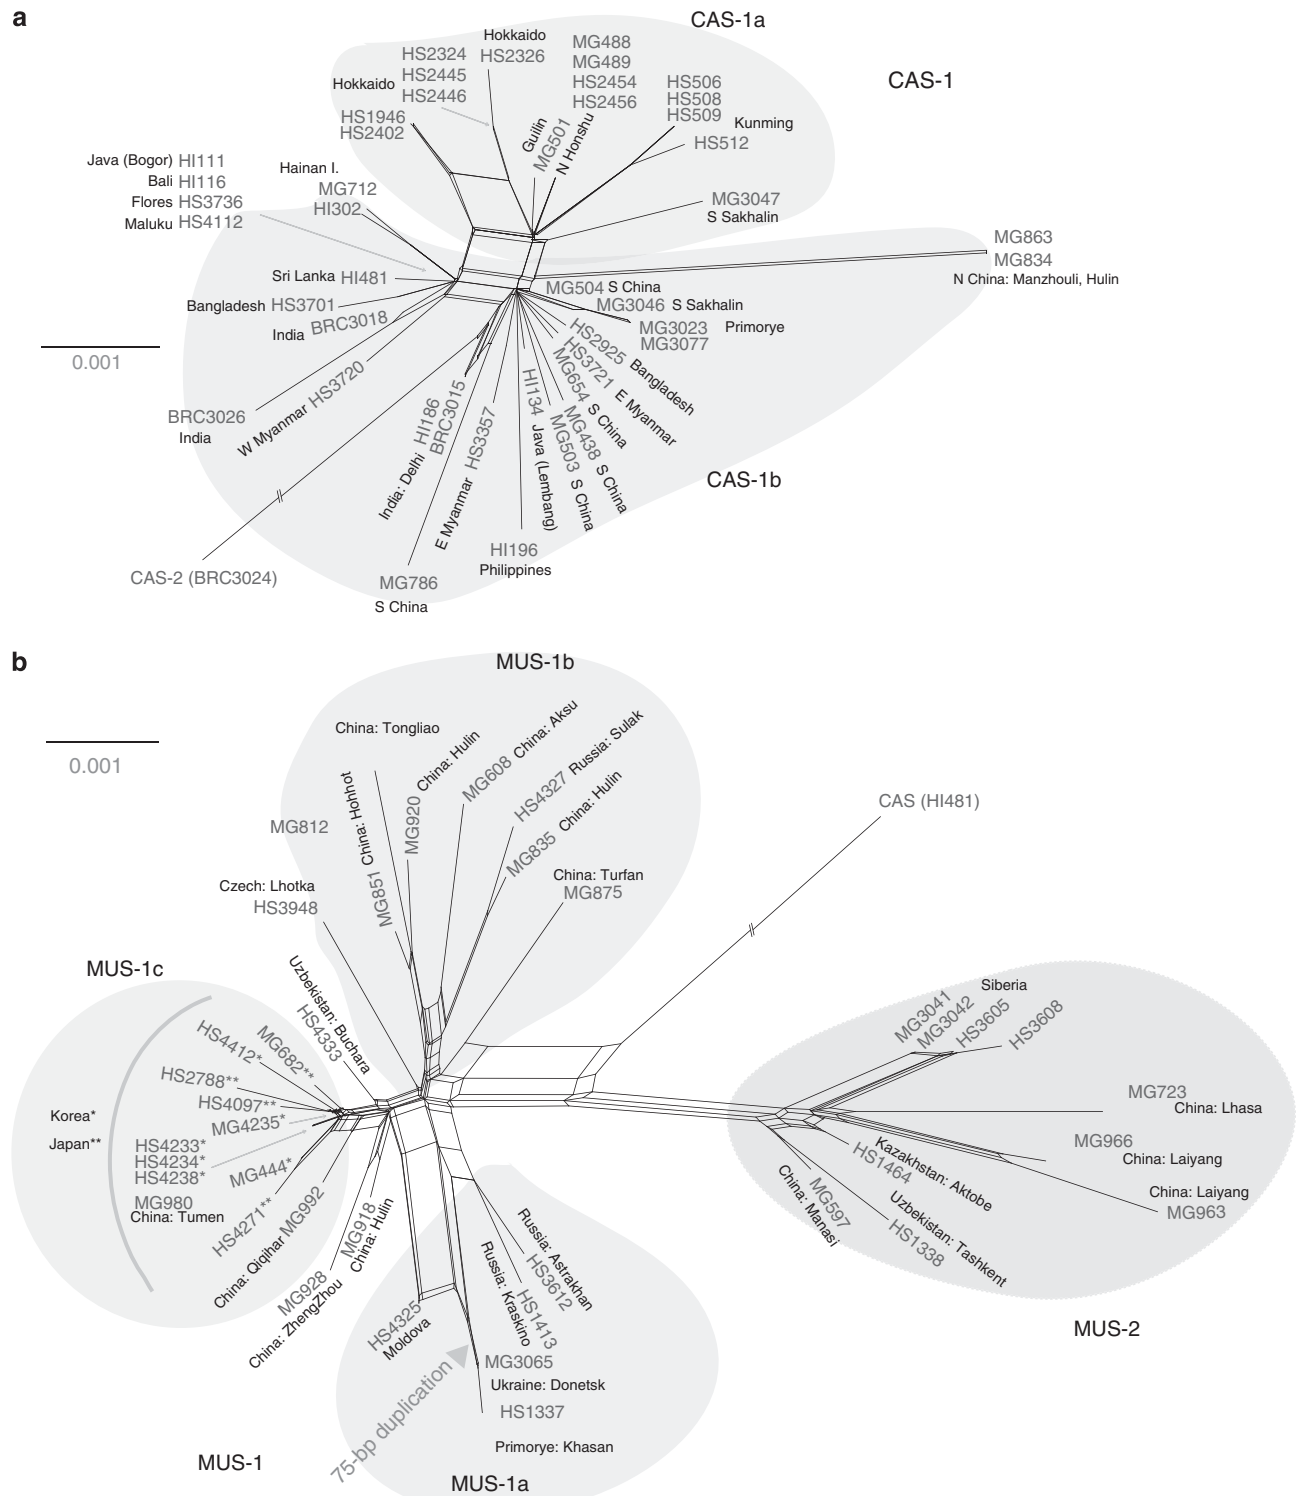 a
CAS-1a
CAS-1
Hokkaido
HS2326
HS2324
HS2445
HS2446
Hokkaido
HS1946
HS2402
MG488
MG489
HS2454
HS2456
N Honshu
Guilin
MG501
HS506
HS508
HS509
Kunming
HS512
MG3047
S Sakhalin
Java (Bogor) HI111
Bali HI116
Flores HS3736
Maluku HS4112
Hainan I.
MG712
HI302
MG863
MG834
N China: Manzhouli, Hulin
Sri Lanka HI481
Bangladesh HS3701
India BRC3018
MG504 S China
MG3046 S Sakhalin
MG3023 Primorye
MG3077
0.001
BRC3026
India
W Myanmar HS3720
India: Delhi HI186
BRC3015
E Myanmar HS3357
HI134 Java (Lembang)
MG503 S China
MG438 S China
MG654 S China
HS3721 E Myanmar
HS2925 Bangladesh
CAS-1b
HI196
Philippines
CAS-2 (BRC3024)
MG786
S China
b
MUS-1b
0.001
China: Tongliao
MG812
MG851 China: Hohhot
MG920 China: Hulin
MG608 China: Aksu
HS4327 Russia: Sulak
MG835 China: Hulin
China: Turfan
MG875
Czech: Lhotka
HS3948
CAS (HI481)
MUS-1c
Uzbekistan: Buchara
HS4333
HS4412*
MG682**
HS2788**
HS4097**
MG4235*
Korea*
Japan**
HS4233*
HS4234*
HS4238*
MG444*
MG980
China: Tumen
HS4271**
China: Qiqihar MG992
MG918
China: Hulin
MG928
China: ZhengZhou
Siberia
MG3041
MG3042
HS3605
HS3608
MG723
China: Lhasa
MG966
China: Laiyang
China: Laiyang
MG963
Kazakhstan: Aktobe
HS1464
MG597
China: Manasi
Uzbekistan: Tashkent
HS1338
MUS-2
Russia: Astrakhan
HS3612
HS1413
Russia: Kraskino
HS4325
Moldova
MG3065
Ukraine: Donetsk
HS1337
Primorye: Khasan
75-bp duplication
MUS-1
MUS-1a